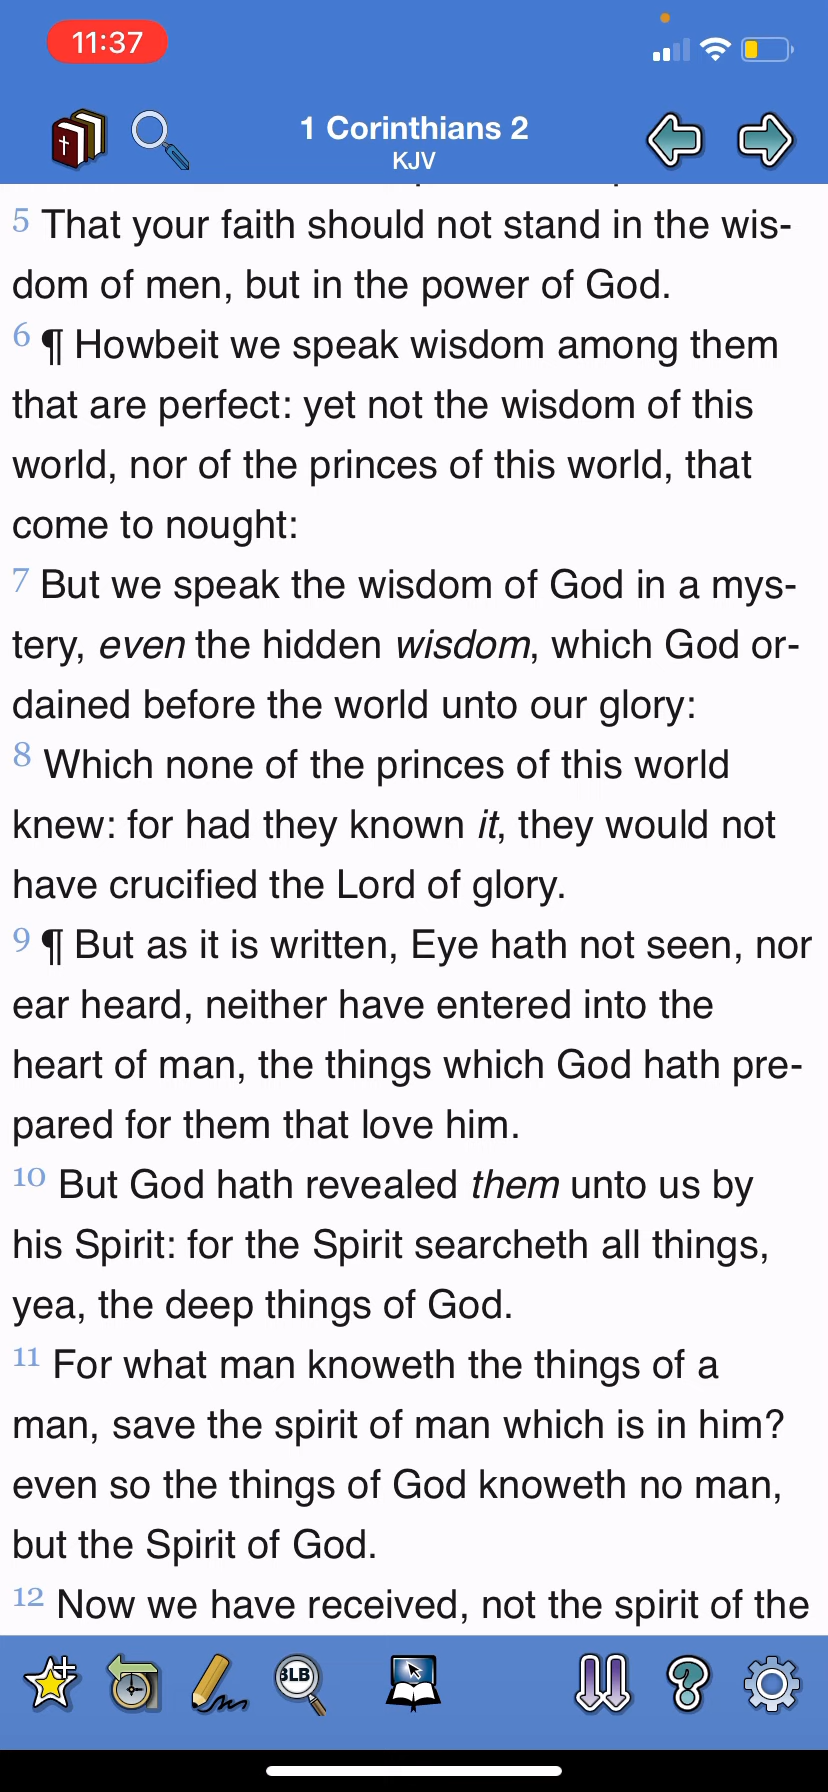 11:37
1 Corinthians 2
KJV
5 That your faith should not stand in the wis-
dom of men, but in the power of God.
6 ¶ Howbeit we speak wisdom among them
that are perfect: yet not the wisdom of this
world, nor of the princes of this world, that
come to nought:
7 But we speak the wisdom of God in a mys-
tery, even the hidden wisdom, which God or-
dained before the world unto our glory:
8 Which none of the princes of this world
knew: for had they known it, they would not
have crucified the Lord of glory.
9 ¶ But as it is written, Eye hath not seen, nor
ear heard, neither have entered into the
heart of man, the things which God hath pre-
pared for them that love him.
10 But God hath revealed them unto us by
his Spirit: for the Spirit searcheth all things,
yea, the deep things of God.
11 For what man knoweth the things of a
man, save the spirit of man which is in him?
even so the things of God knoweth no man,
but the Spirit of God.
12 Now we have received, not the spirit of the
BLB